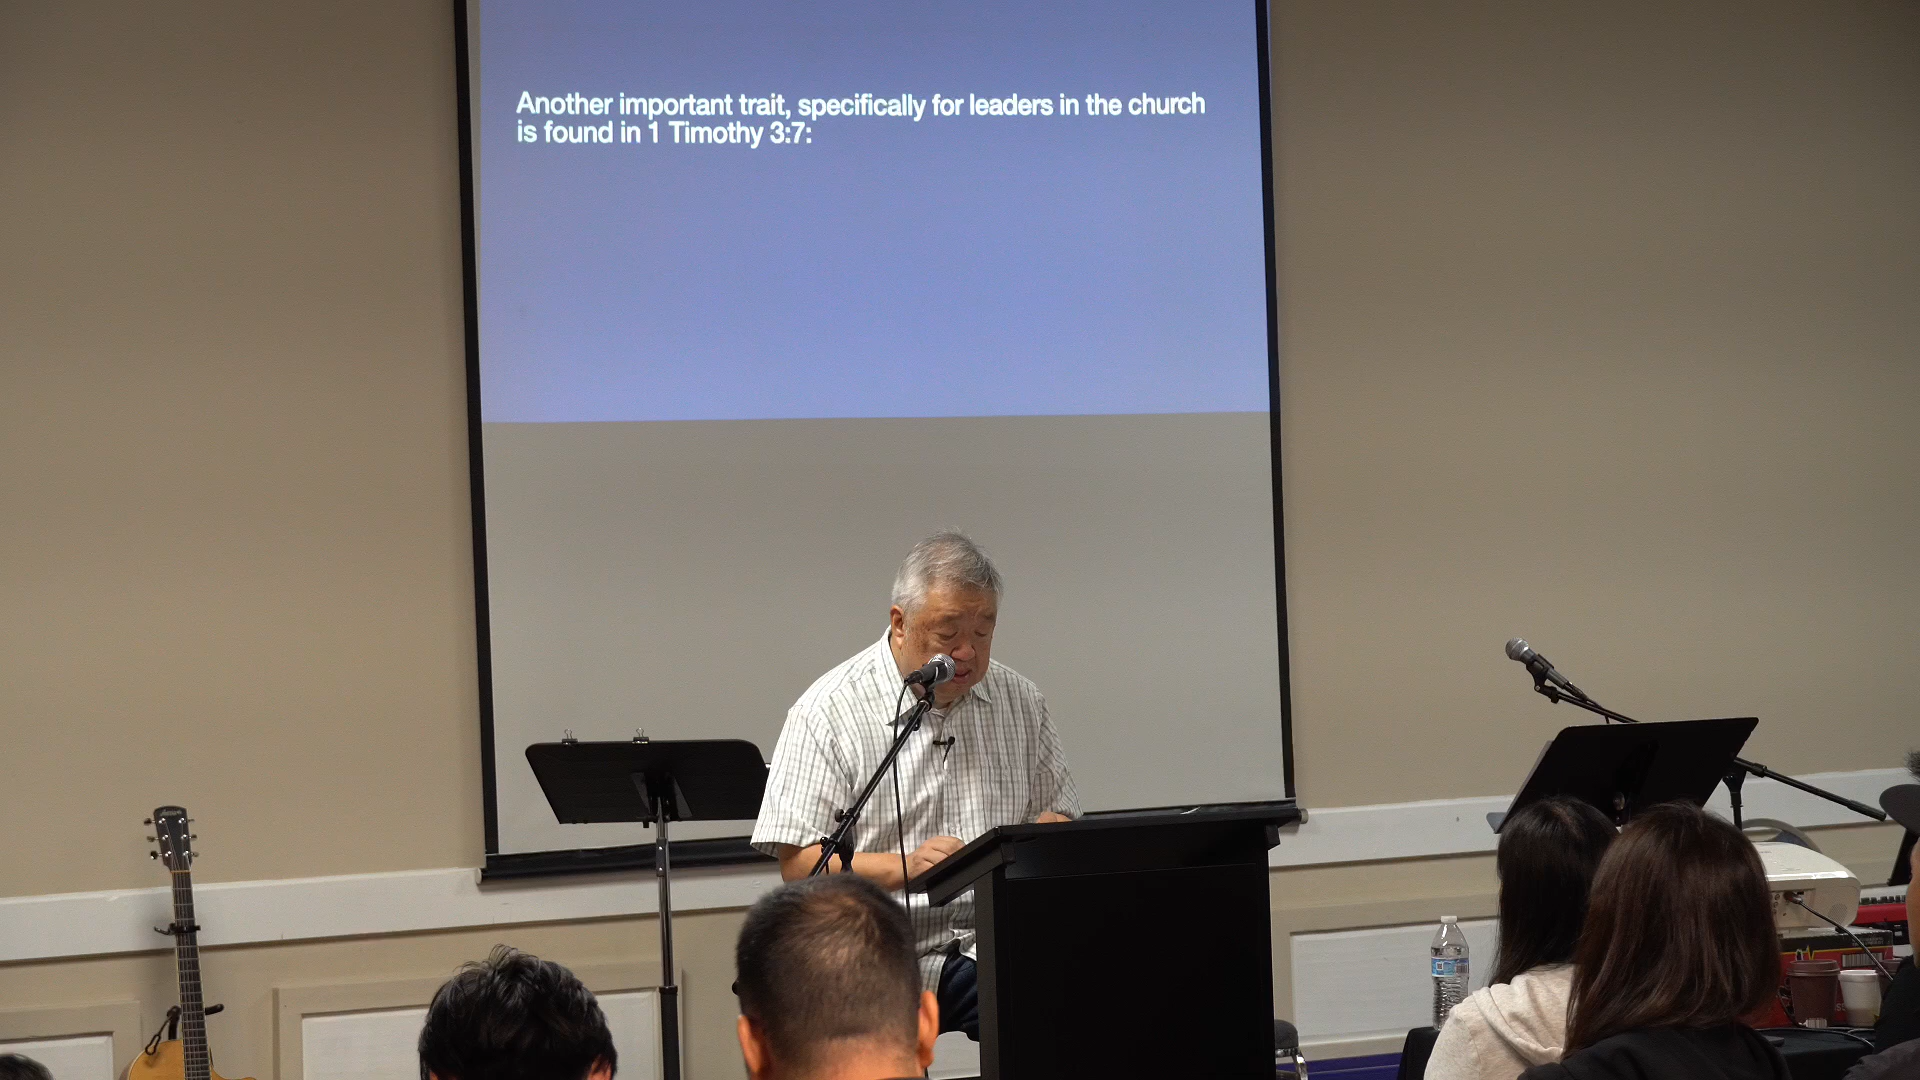 Another important trait, specifically for leaders in the church
is found in 1 Timothy 3:7: